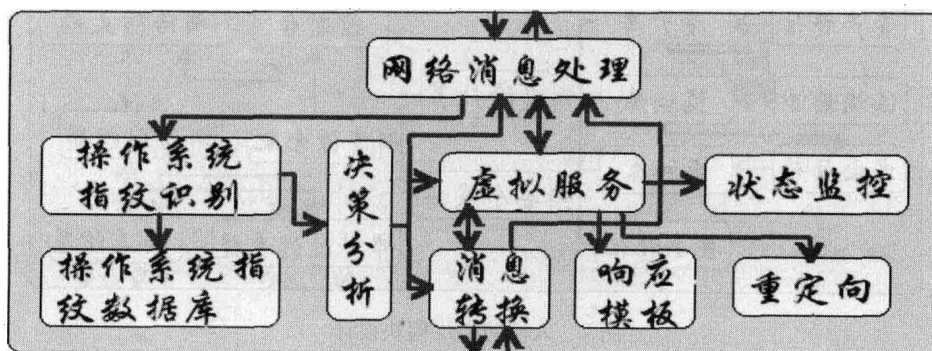 网络消息处理
操作系统
指纹识别
决
策
分
析
虚拟服务
状态监控
操作系统指
纹数据库
消息
转换
响应
模板
重定向